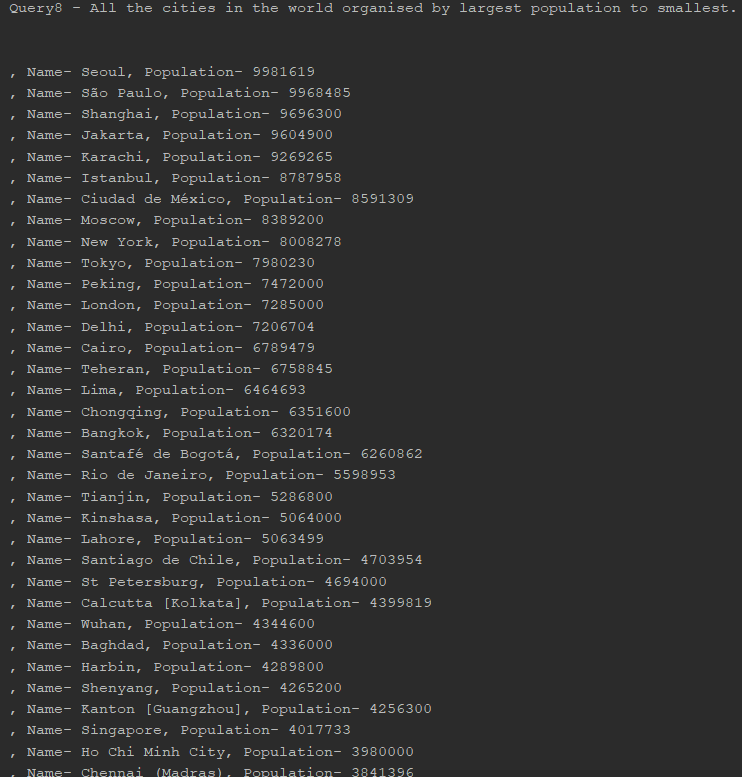 Query8 - All the cities in the world organised by largest population to smallest.
, Name- Seoul, Population- 9981619
, Name- São Paulo, Population- 9968485
, Name- Shanghai, Population- 9696300
, Name- Jakarta, Population- 9604900
, Name- Karachi, Population- 9269265
, Name- Istanbul, Population- 8787958
, Name- Ciudad de México, Population- 8591309
, Name- Moscow, Population- 8389200
, Name- New York, Population- 8008278
, Name- Tokyo, Population- 7980230
, Name- Peking, Population- 7472000
, Name- London, Population- 7285000
, Name- Delhi, Population- 7206704
, Name- Cairo, Population- 6789479
, Name- Teheran, Population- 6758845
, Name- Lima, Population- 6464693
, Name- Chongqing, Population- 6351600
, Name- Bangkok, Population- 6320174
, Name- Santafé de Bogotá, Population- 6260862
, Name- Rio de Janeiro, Population- 5598953
, Name- Tianjin, Population- 5286800
, Name- Kinshasa, Population- 5064000
, Name- Lahore, Population- 5063499
, Name- Santiago de Chile, Population- 4703954
, Name- St Petersburg, Population- 4694000
, Name- Calcutta [Kolkata], Population- 4399819
, Name- Wuhan, Population- 4344600
, Name- Baghdad, Population- 4336000
, Name- Harbin, Population- 4289800
, Name- Shenyang, Population- 4265200
, Name- Kanton [Guangzhou], Population- 4256300
, Name- Singapore, Population- 4017733
, Name- Ho Chi Minh City, Population- 3980000
, Name- Chennai (Madras), Population- 3841396